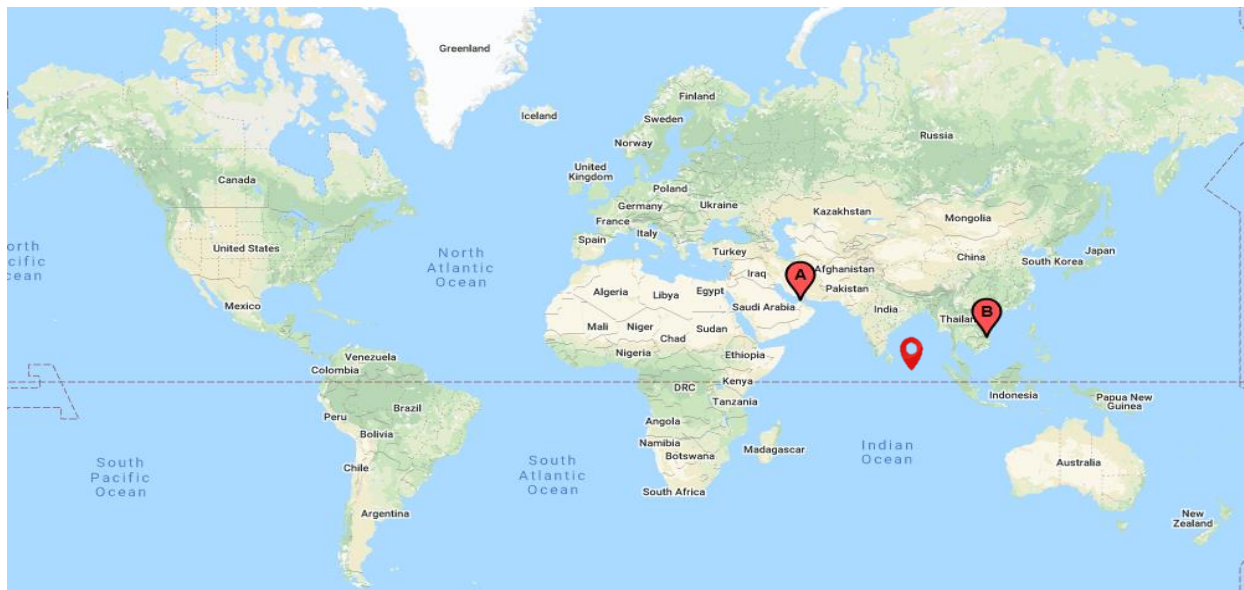 Greenland
Iceland
Finland
Sweden
Norway
Russia
United
Kingdom
Canada
Poland
Germany
Ukraine
Kazakhstan
Mongolia
France
Italy
Spain
North
Atlantic
Ocean
orth
acific
cean
United States
Turkey
Iraq
Afghanistan
China
South Korea
Japan
A
Pakistan
Algeria
Libya
Egypt
Saudi Arabia
India
Mexico
B
Thailan
Mali
Niger
Chad
Sudan
Nigeria
Ethiopia
Venezuela
Colombia
DRC
Kenya
Tanzania
Indonesia
Papua New
Guinea
Brazil
Peru
Bolivia
Angola
Namibia
Botswana
Madagascar
Indian
Ocean
South
Pacific
Ocean
Chile
South
Atlantic
Ocean
South Africa
Australia
Argentina
New
Zealand